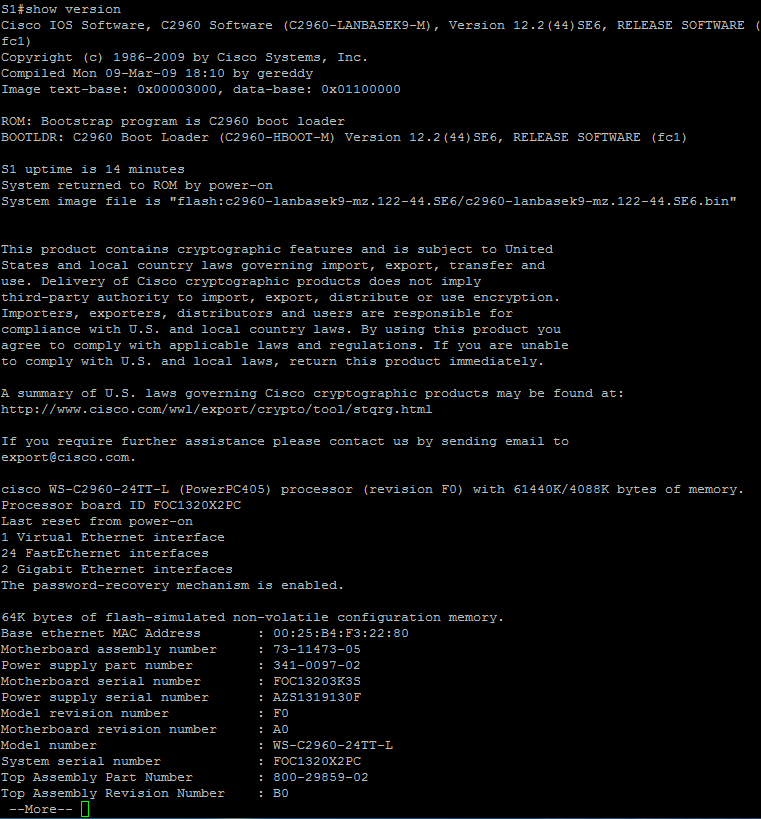 S1#show version
Cisco IOS Software, C2960 Software (C2960-LANBASEK9-M), Version 12.2(44)SE6, RELEASE SOFTWARE (
fc1)
Copyright (c) 1986-2009 by Cisco Systems, Inc.
Compiled Mon 09-Mar-09 18:10 by gereddy
Image text-base: 0x00003000, data-base: 0x01100000
ROM: Bootstrap program is C2960 boot loader
BOOTLDR: C2960 Boot Loader (C2960-HBOOT-M) Version 12.2(44)SE6, RELEASE SOFTWARE (fc1)
S1 uptime is 14 minutes
System returned to ROM by power-on
System image file is "flash:c2960-lanbasek9-mz.122-44.SE6/c2960-lanbasek9-mz.122-44.SE6.bin"
This product contains cryptographic features and is subject to United
States and local country laws governing import, export, transfer and
use. Delivery of Cisco cryptographic products does not imply
third-party authority to import, export, distribute or use encryption.
Importers, exporters, distributors and users are responsible for
compliance with U.S. and local country laws. By using this product you
agree to comply with applicable laws and regulations. If you are unable
to comply with U.S. and local laws, return this product immediately.
A summary of U.S. laws governing Cisco cryptographic products may be found at:
http://www.cisco.com/wwl/export/crypto/tool/stqrg.html
If you require further assistance please contact us by sending email to
export@cisco.com.
cisco WS-C2960-24TT-L (PowerPC405) processor (revision F0) with 61440K/4088K bytes of memory.
Processor board ID FOC1320X2PC
Last reset from power-on
1 Virtual Ethernet interface
24 FastEthernet interfaces
2 Gigabit Ethernet interfaces
The password-recovery mechanism is enabled.
64K bytes of flash-simulated non-volatile configuration memory.
Base ethernet MAC Address : 00:25:B4:F3:22:80
Motherboard assembly number : 73-11473-05
Power supply part number : 341-0097-02
Motherboard serial number : FOC13203K3S
Power supply serial number : AZS1319130F
Model revision number : F0
Motherboard revision number : A0
Model number : WS-C2960-24TT-L
System serial number : FOC1320X2PC
Top Assembly Part Number : 800-29859-02
Top Assembly Revision Number : B0
--More--